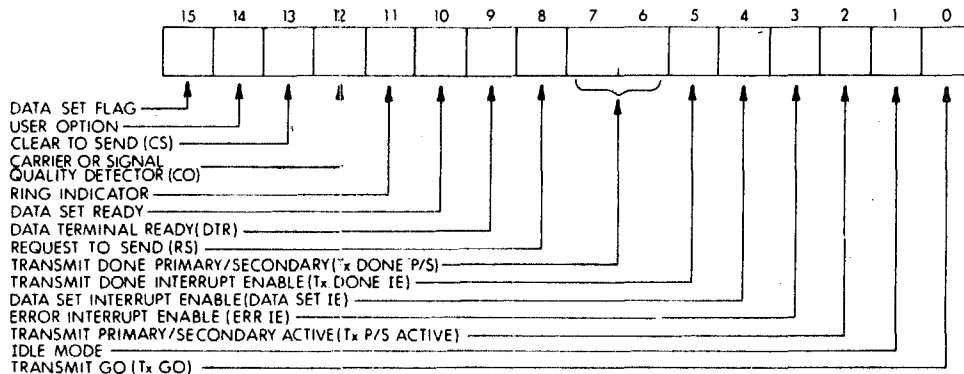 15 14 13 12 11 10 9 8 7 6 5 4 3 2 1 0
DATA SET FLAG
USER OPTION
CLEAR TO SEND (CS)
CARRIER OR SIGNAL
QUALITY DETECTOR (CO)
RING INDICATOR
DATA SET READY
DATA TERMINAL READY(DTR)
REQUEST TO SEND (RS)
TRANSMIT DONE PRIMARY/SECONDARY(Tx DONE P/S)
TRANSMIT DONE INTERRUPT ENABLE(Tx DONE IE)
DATA SET INTERRUPT ENABLE(DATA SET IE)
ERROR INTERRUPT ENABLE (ERR IE)
TRANSMIT PRIMARY/SECONDARY ACTIVE(Tx P/S ACTIVE)
IDLE MODE
TRANSMIT GO (Tx GO)